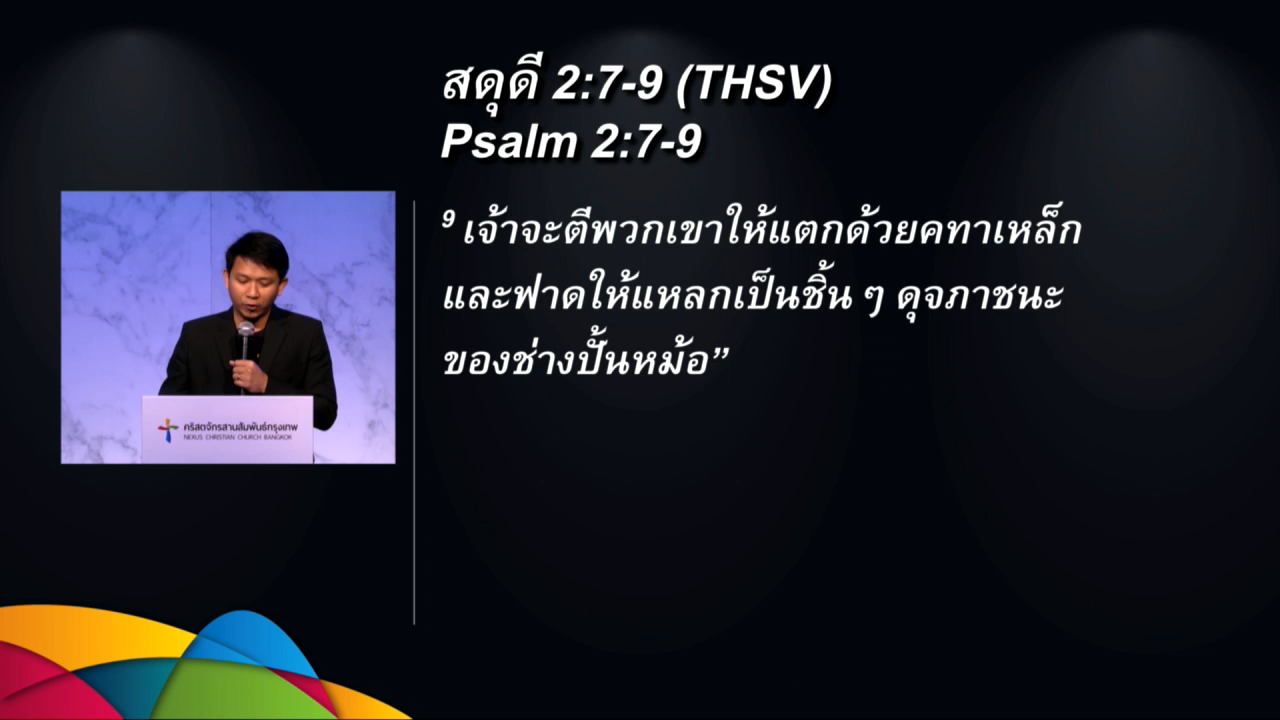 สดุดี 2:7-9 (THSV)
Psalm 2:7-9
9 เจ้าจะตีพวกเขาให้แตกด้วยคทาเหล็ก
และฟาดให้แหลกเป็นชิ้น ๆ ดุจภาชนะ
ของช่างปั้นหม้อ”
คริสตจักรสานสัมพันธ์กรุงเทพ
NEXUS CHRISTIAN CHURCH BANGKOK